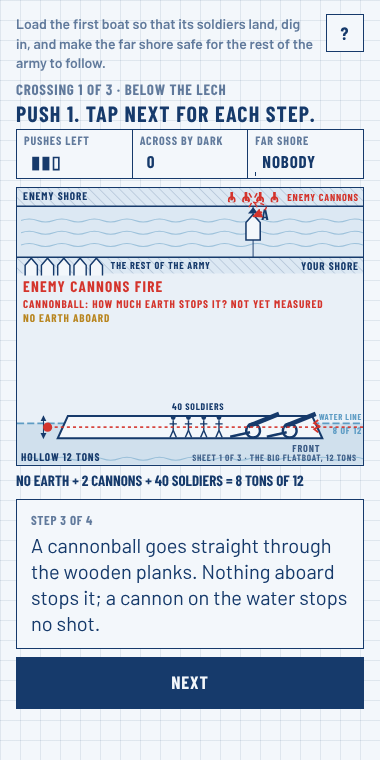 Load the first boat so that its soldiers land, dig
in, and make the far shore safe for the rest of the
army to follow.
?
CROSSING 1 OF 3 · BELOW THE LECH
PUSH 1. TAP NEXT FOR EACH STEP.
PUSHES LEFT
ACROSS BY DARK
0
FAR SHORE
NOBODY
ENEMY SHORE
ENEMY CANNONS
THE REST OF THE ARMY
YOUR SHORE
ENEMY CANNONS FIRE
CANNONBALL: HOW MUCH EARTH STOPS IT? NOT YET MEASURED
NO EARTH ABOARD
40 SOLDIERS
WATER LINE
8 OF 12
FRONT
HOLLOW 12 TONS
SHEET 1 OF 3 · THE BIG FLATBOAT, 12 TONS
NO EARTH + 2 CANNONS + 40 SOLDIERS = 8 TONS OF 12
STEP 3 OF 4
A cannonball goes straight through
the wooden planks. Nothing aboard
stops it; a cannon on the water stops
no shot.
NEXT